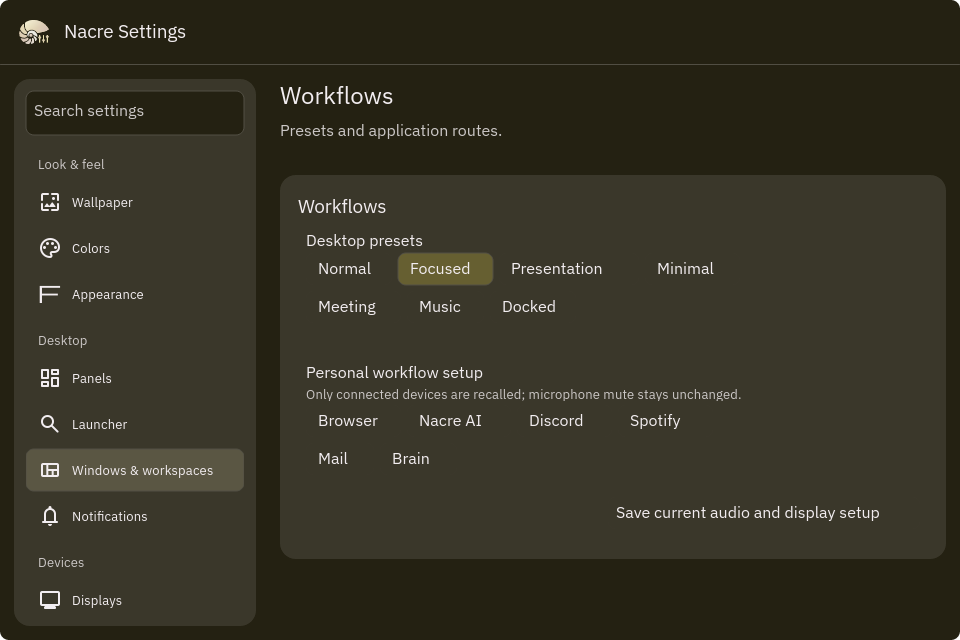 Nacre Settings
Search settings
Look & feel
Wallpaper
Colors
Appearance
Desktop
Panels
Launcher
Windows & workspaces
Notifications
Devices
Displays
Workflows
Presets and application routes.
Workflows
Desktop presets
Normal Focused Presentation Minimal
Meeting Music Docked
Personal workflow setup
Only connected devices are recalled; microphone mute stays unchanged.
Browser Nacre AI Discord Spotify
Mail Brain
Save current audio and display setup